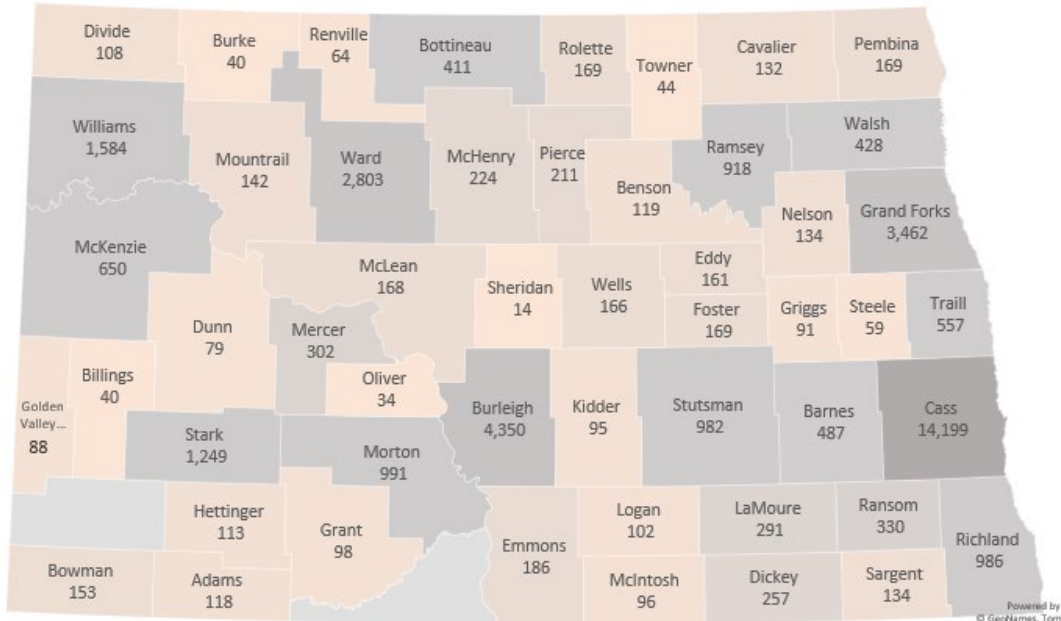 Divide
108
Burke
40
Renville
64
Bottineau
411
Rolette
169
Towner
44
Cavalier
132
Pembina
169
Williams
1,584
Mountrail
142
Ward
2,803
McHenry
224
Pierce
211
Benson
119
Ramsey
918
Walsh
428
Nelson
134
Grand Forks
3,462
McKenzie
650
Dunn
79
McLean
168
Mercer
302
Oliver
34
Sheridan
14
Wells
166
Eddy
161
Foster
169
Griggs
91
Steele
59
Traill
557
Golden
Valley...
88
Billings
40
Stark
1,249
Morton
991
Burleigh
4,350
Kidder
95
Stutsman
982
Barnes
487
Cass
14,199
Hettinger
113
Grant
98
Bowman
153
Adams
118
Emmons
186
Logan
102
McIntosh
96
LaMoure
291
Dickey
257
Ransom
330
Sargent
134
Richland
986
Powered by
© GeoNames, Tom